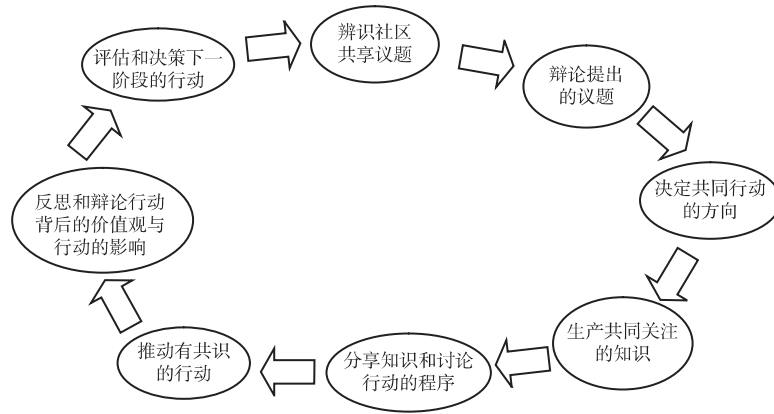 辨识社区
共享议题
辩论提出
的议题
决定共同行动
的方向
生产共同关注
的知识
分享知识和讨论
行动的程序
推动有共识
的行动
反思和辩论行动
背后的价值观与
行动的影响
评估和决策下一
阶段的行动